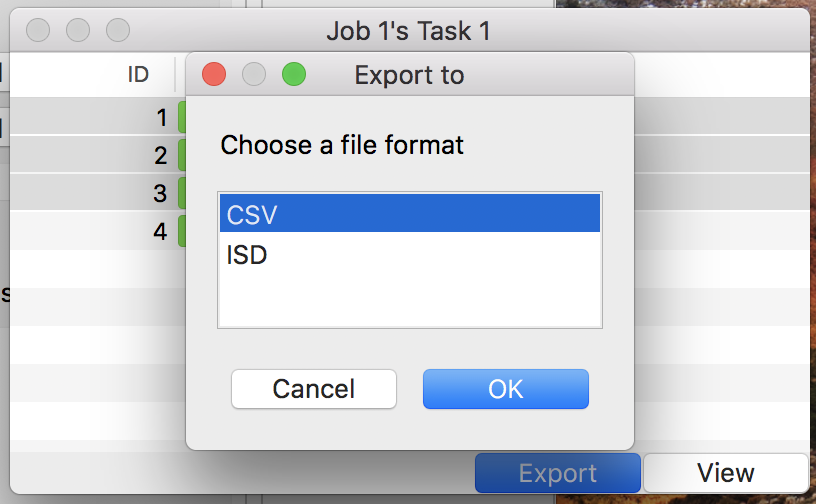 Job 1's Task 1
ID
Export to
1
Choose a file format
2
3
CSV
4
ISD
s
Cancel
OK
Export
View